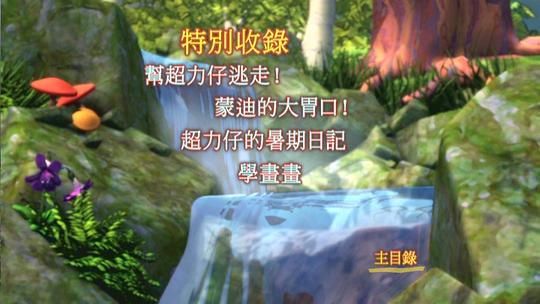 特別收錄
幫超力仔逃走!
蒙迪的大胃口!
超力仔的暑期日記
學畫畫
主目錄